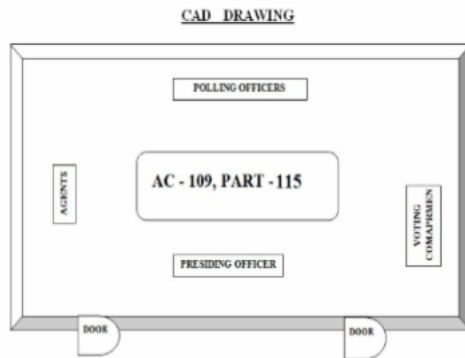 CAD DRAWING
POLLING OFFICERS
AC - 109, PART - 115
AGENTS
VOTING
COMAPRMEN
PRESIDING OFFICER
DOOR
DOOR